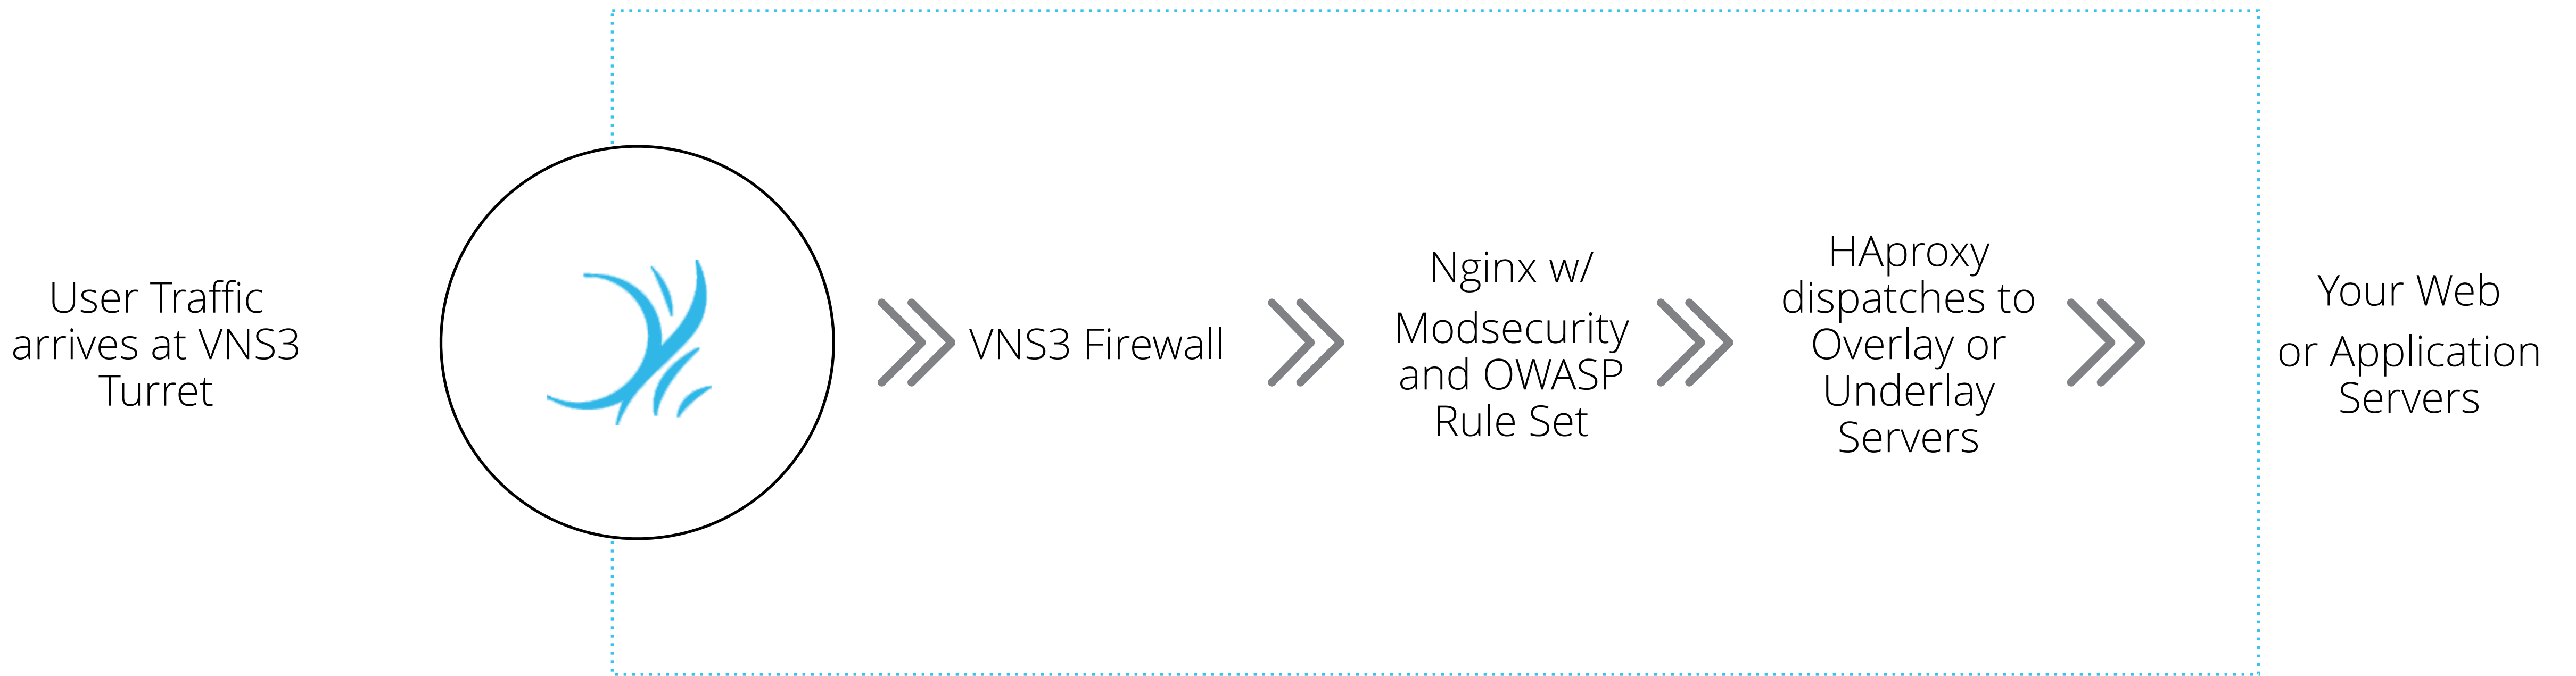 User Traffic
arrives at VNS3
Turret
VNS3 Firewall
Nginx w/
Modsecurity
and OWASP
Rule Set
HAproxy
dispatches to
Overlay or
Underlay
Servers
Your Web
or Application
Servers